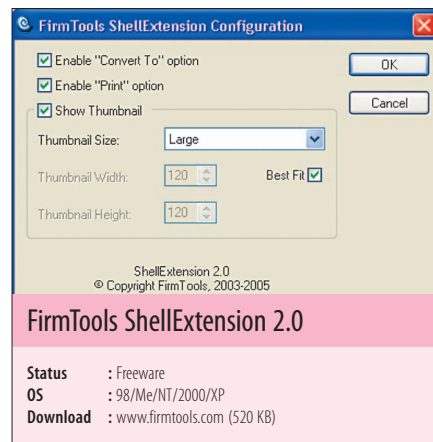 FirmTools ShellExtension Configuration
Enable "Convert To" option
OK
Enable "Print" option
Cancel
Show Thumbnail
Thumbnail Size: Large
Thumbnail Width: 120 Best Fit
Thumbnail Height: 120
ShellExtension 2.0
© Copyright FirmTools, 2003-2005
FirmTools ShellExtension 2.0
Status : Freeware
OS : 98/Me/NT/2000/XP
Download : www.firmtools.com (520 KB)